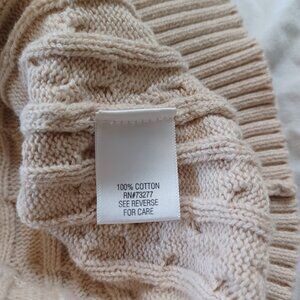 100% COTTON
RN#73277
SEE REVERSE
FOR CARE